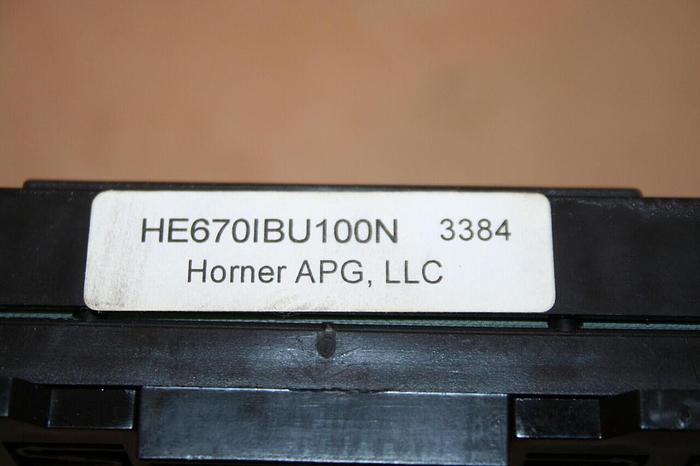 HE670IBU100N 3384
Horner APG, LLC